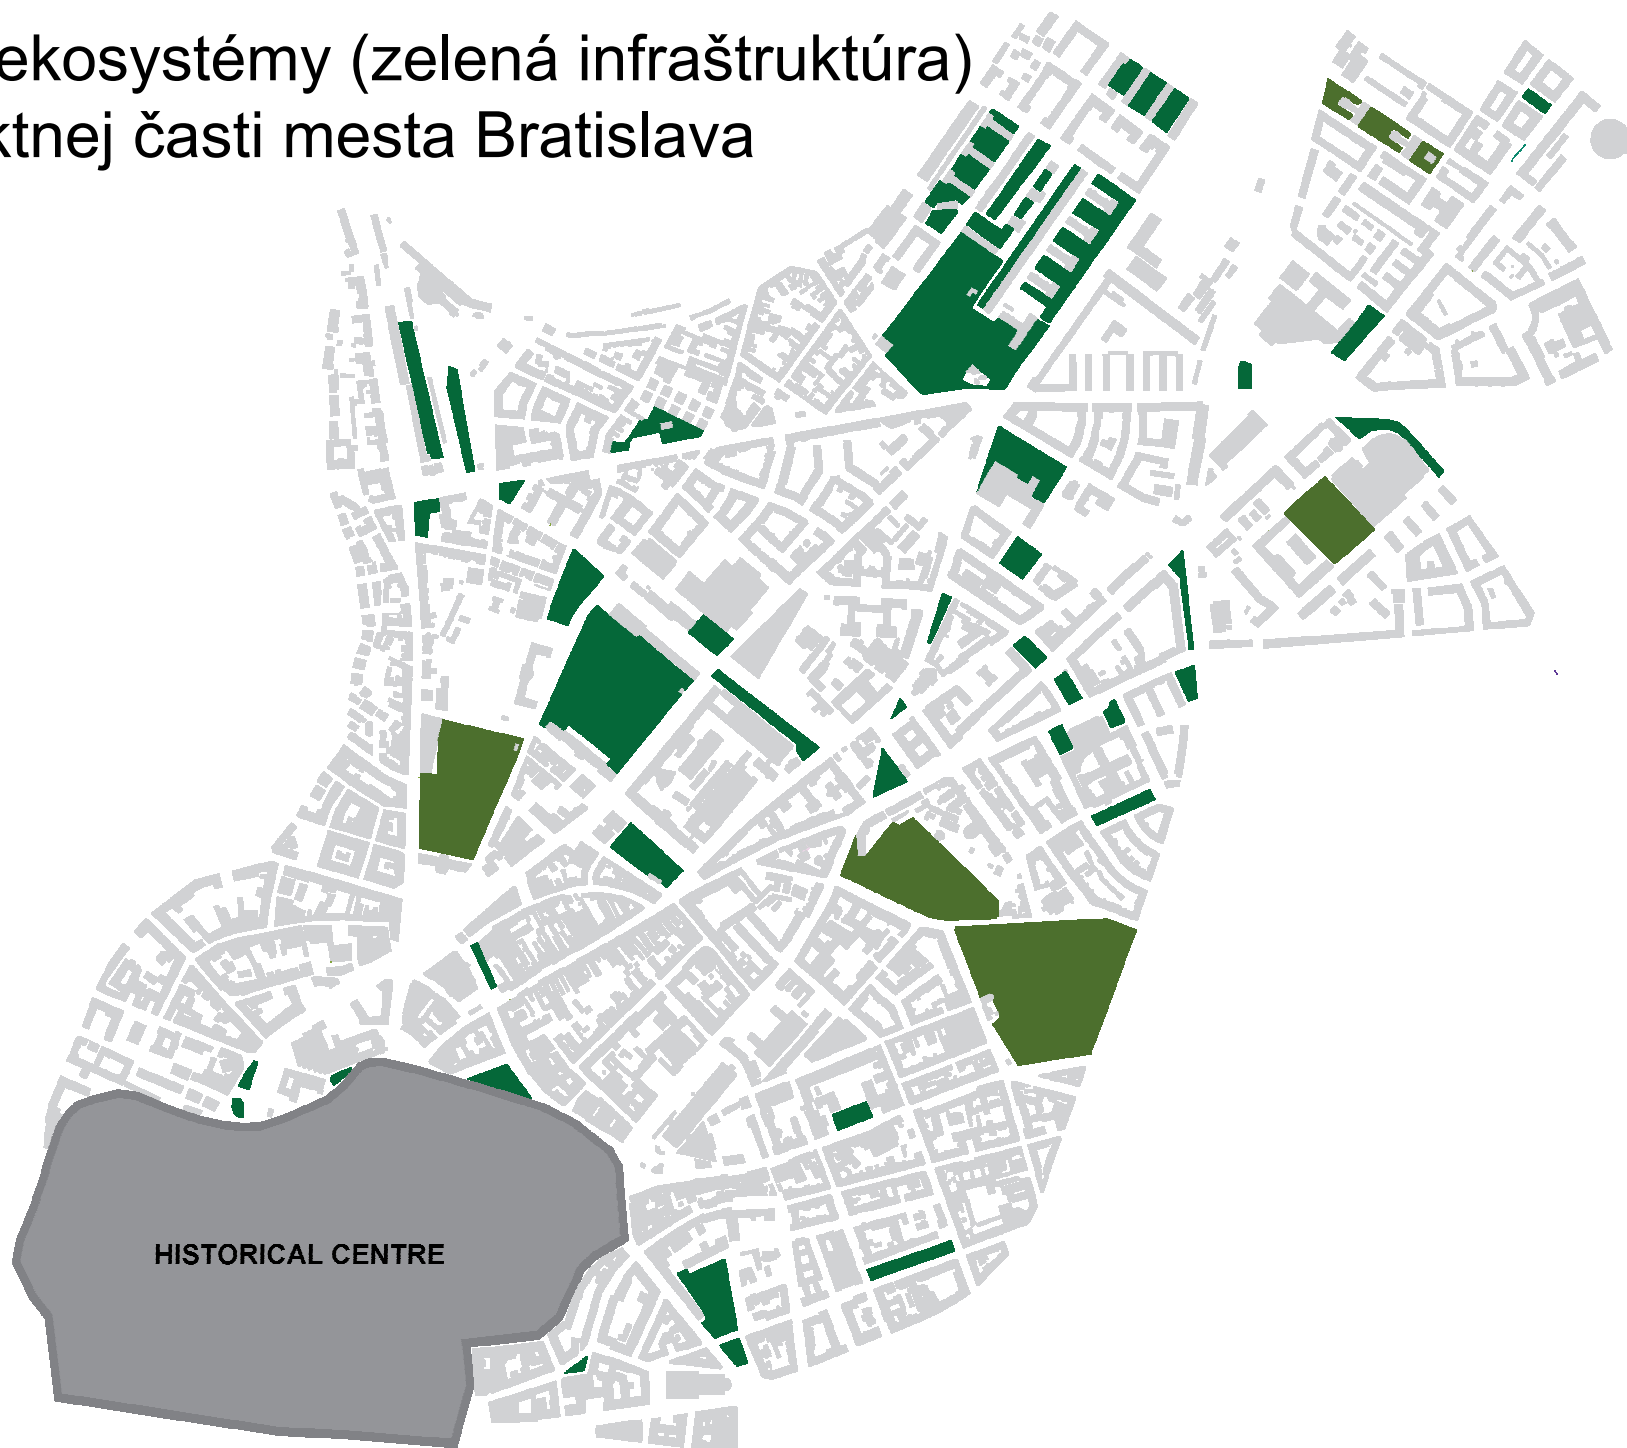 ekosystémy (zelená infraštruktúra)
ktnej časti mesta Bratislava
HISTORICAL CENTRE